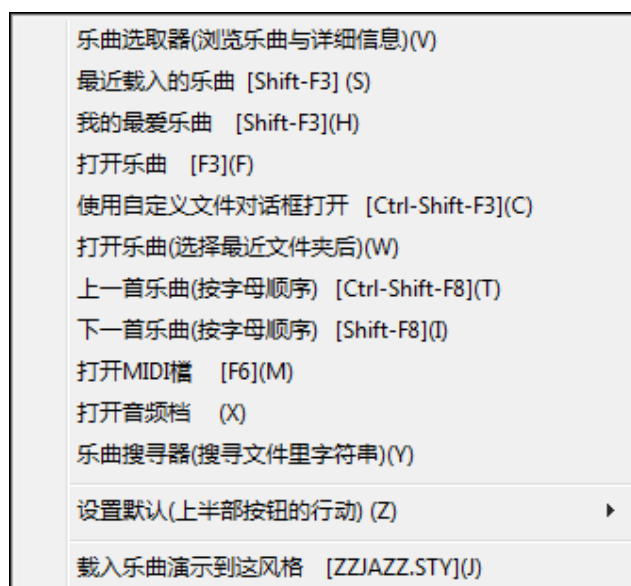 乐曲选取器(浏览乐曲与详细信息)(V)
最近载入的乐曲 [Shift-F3] (S)
我的最爱乐曲 [Shift-F3](H)
打开乐曲 [F3](F)
使用自定义文件对话框打开 [Ctrl-Shift-F3](C)
打开乐曲(选择最近文件夹后)(W)
上一首乐曲(按字母顺序) [Ctrl-Shift-F8](T)
下一首乐曲(按字母顺序) [Shift-F8](I)
打开MIDI檔 [F6](M)
打开音频档 (X)
乐曲搜寻器(搜寻文件里字符串)(Y)
设置默认(上半部按钮的行动) (Z)
载入乐曲演示到这风格 [ZZJAZZ.STY](J)